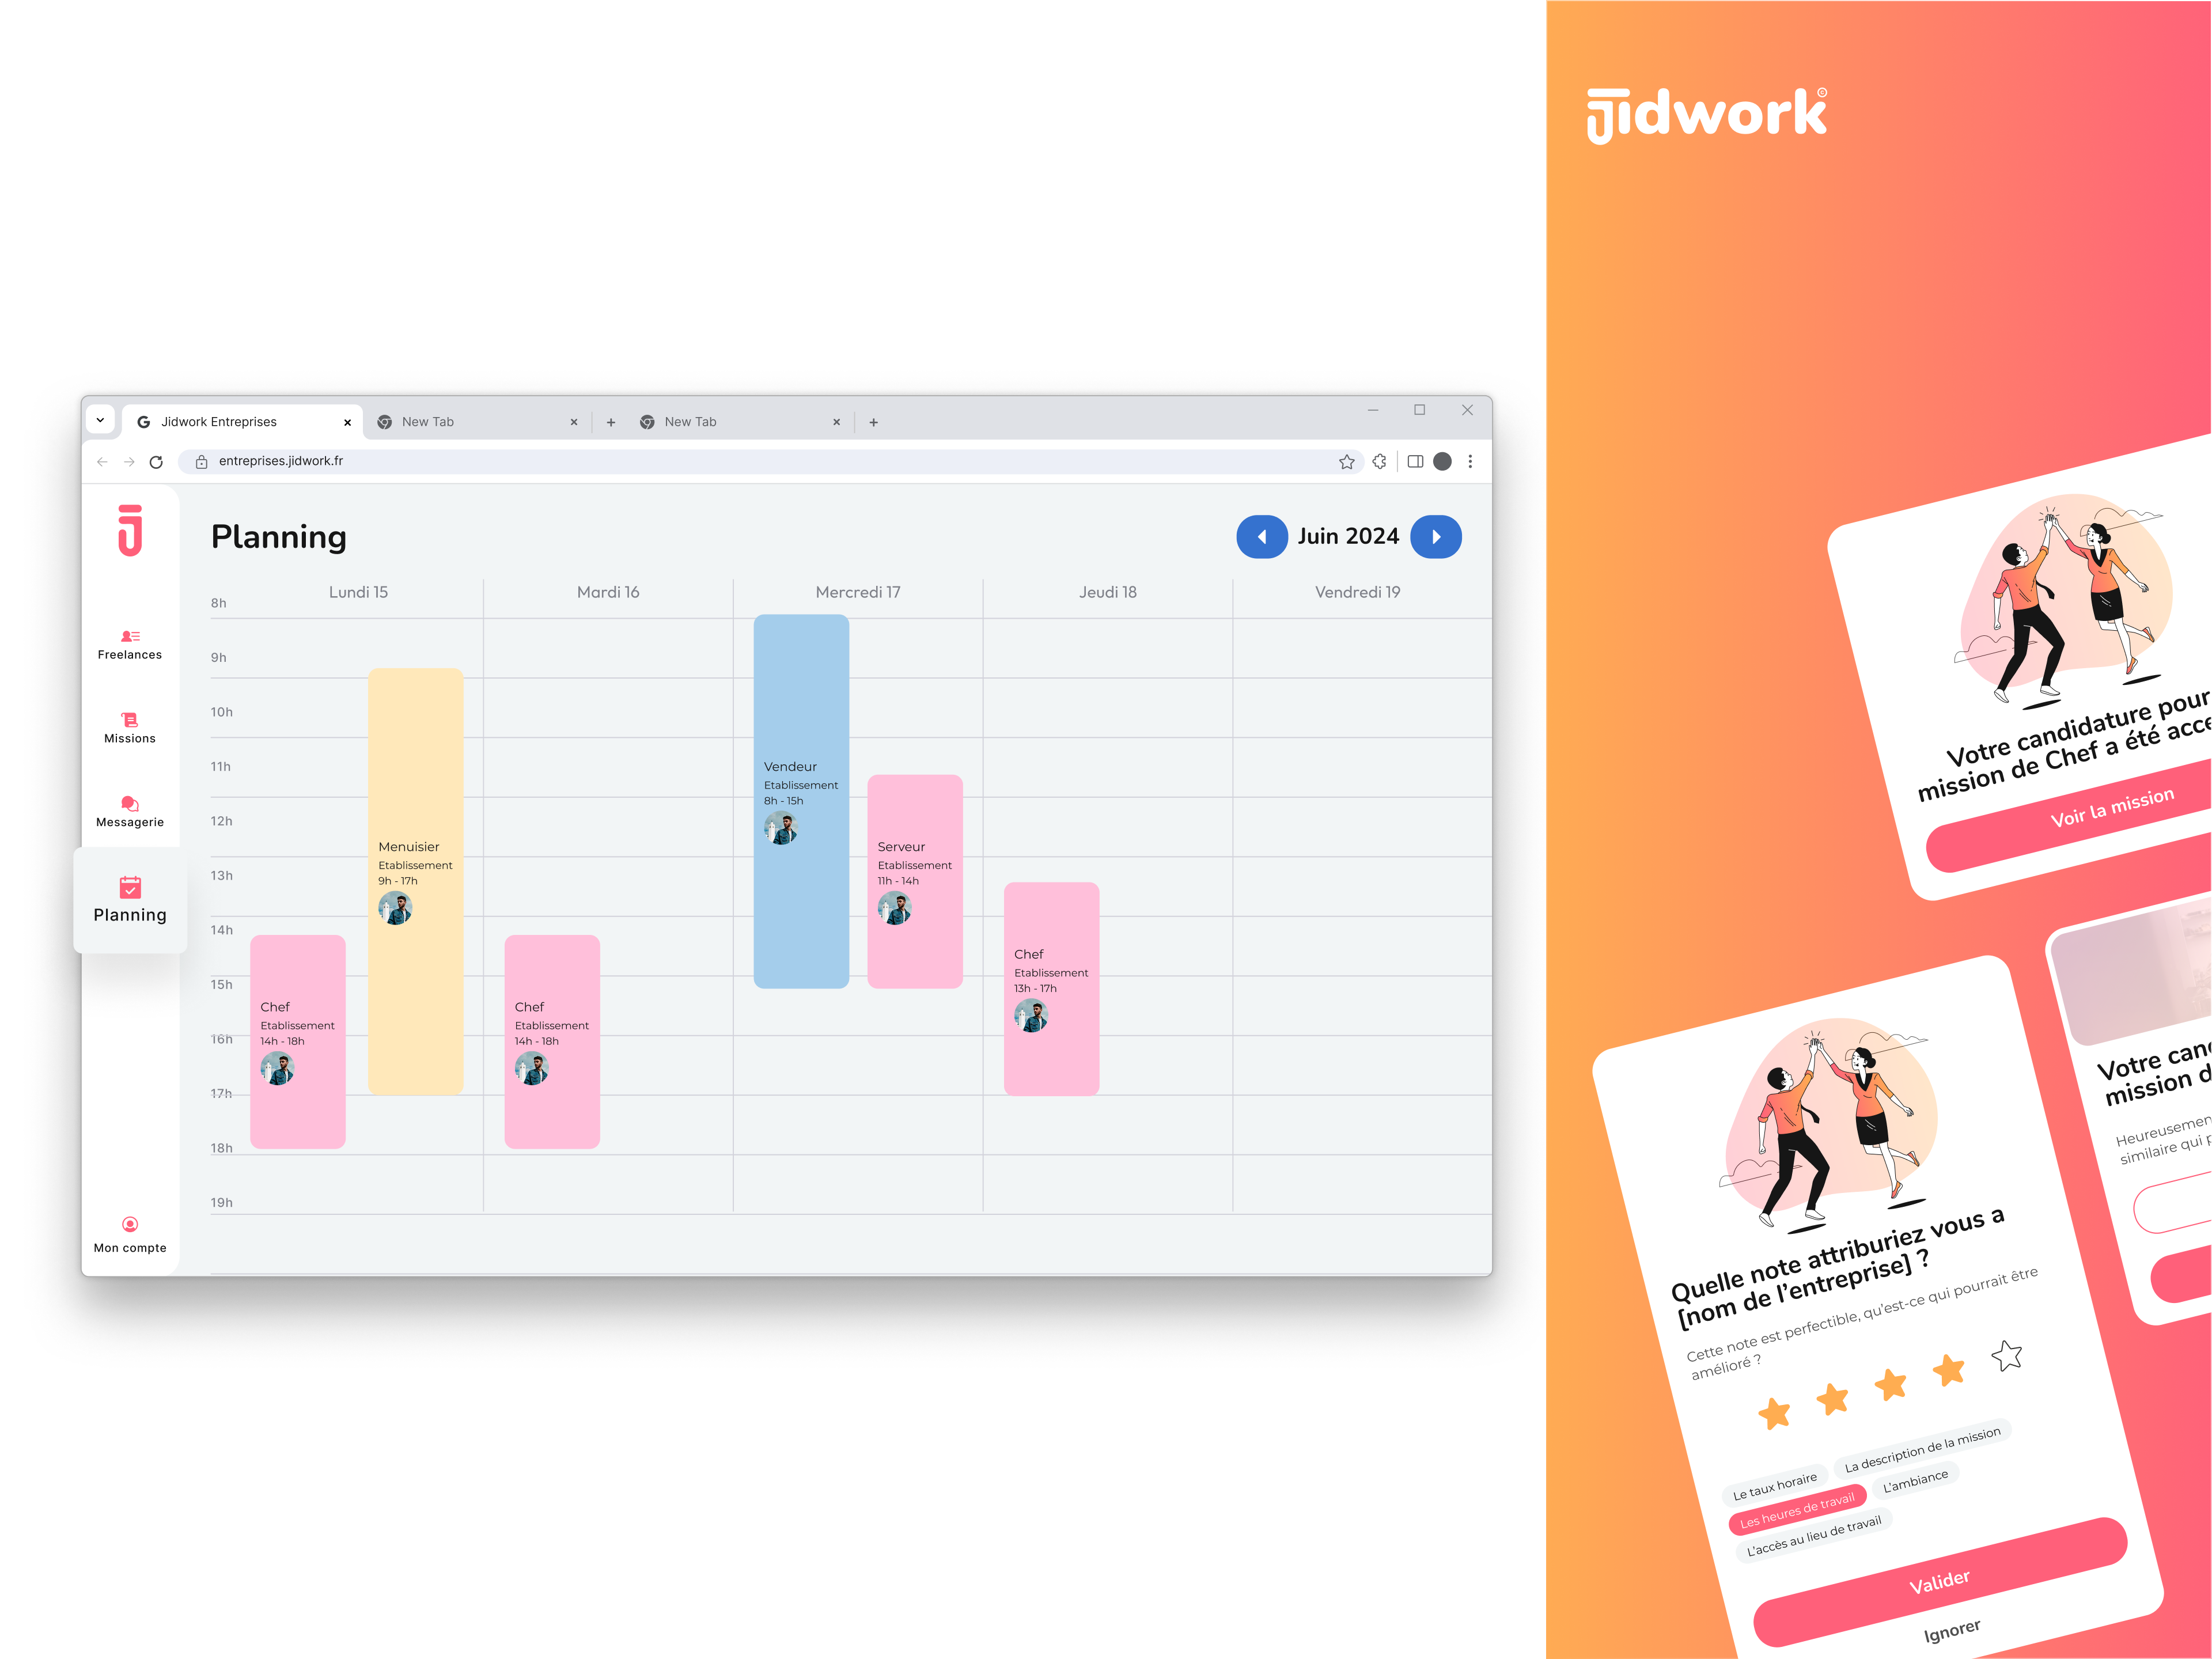 Jidwork Entreprises
New Tab
New Tab
entreprises.jidwork.fr
Freelances
Missions
Messagerie
Planning
Mon compte
Planning
Juin 2024
Lundi 15
Mardi 16
Mercredi 17
Jeudi 18
Vendredi 19
8h
9h
10h
11h
12h
13h
14h
15h
16h
17h
18h
19h
Chef
Etablissement
14h - 18h
Menuisier
Etablissement
9h - 17h
Chef
Etablissement
14h - 18h
Vendeur
Etablissement
8h - 15h
Serveur
Etablissement
11h - 14h
Chef
Etablissement
13h - 17h
Jidwork©
Votre candidature pour
mission de Chef a été acce
Voir la mission
Votre can
mission d
Heureusemen
similaire qui p
Quelle note attriburiez vous a
[nom de l'entreprise] ?
Cette note est perfectible, qu'est-ce qui pourrait être
amélioré ?
Le taux horaire
La description de la mission
Les heures de travail
L'ambiance
L'accès au lieu de travail
Valider
Ignorer